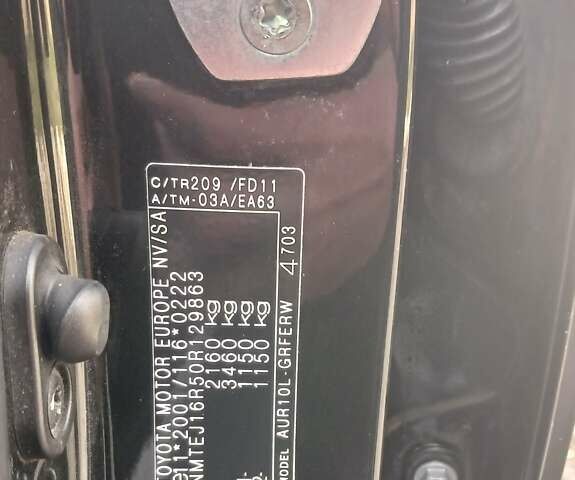 C/TR209 /FD11
A/TM-03A/EA63
TOYOTA MOTOR EUROPE NV/SA
e11*2001/116*0222
NMTEJ16R50R129863
2160 kg
3460 kg
1150 kg
1150 kg
MODEL AUR10L-GRFERW
4703